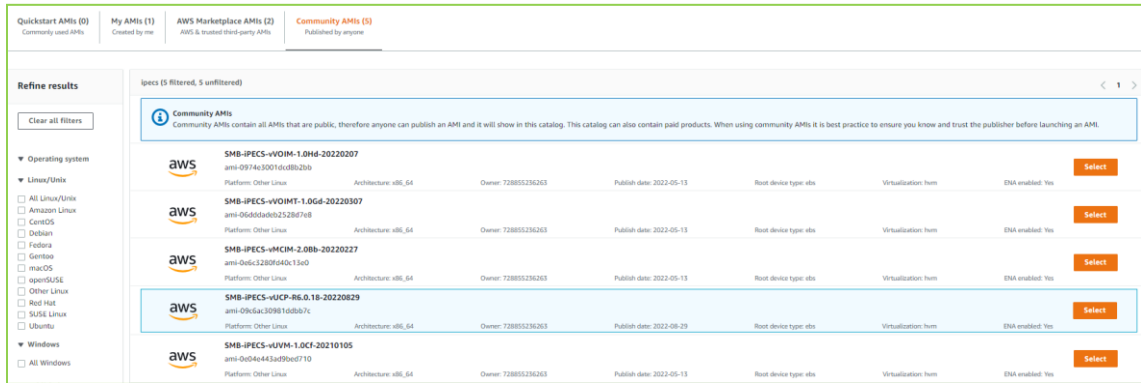 Quickstart AMIs (0)
Commonly used AMIs
My AMIs (1)
Created by me
AWS Marketplace AMIs (2)
AWS & trusted third-party AMIs
Community AMIs (5)
Published by anyone
Refine results
Clear all filters
▼ Operating system
▼ Linux/Unix
All Linux/Unix
Amazon Linux
CentOS
Debian
Fedora
Gentoo
macOS
openSUSE
Other Linux
Red Hat
SUSE Linux
Ubuntu
▼ Windows
All Windows
ipecs (5 filtered, 5 unfiltered)
< 1 >
Community AMIs
Community AMIs contain all AMIs that are public, therefore anyone can publish an AMI and it will show in this catalog. This catalog can also contain paid products. When using community AMIs it is best practice to ensure you know and trust the publisher before launching an AMI.
aws
SMB-iPECS-vVOIM-1.0Hd-20220207
ami-0974e3001dcd8b2bb
Platform: Other Linux Architecture: x86_64 Owner: 728855236263 Publish date: 2022-05-13 Root device type: ebs Virtualization: hvm ENA enabled: Yes
Select
aws
SMB-iPECS-vVOIMT-1.0Gd-20220307
ami-06dddadeb2528d7e8
Platform: Other Linux Architecture: x86_64 Owner: 728855236263 Publish date: 2022-05-13 Root device type: ebs Virtualization: hvm ENA enabled: Yes
Select
aws
SMB-iPECS-vMCIM-2.0Bb-20220227
ami-0e6c3280fd40c13e0
Platform: Other Linux Architecture: x86_64 Owner: 728855236263 Publish date: 2022-05-13 Root device type: ebs Virtualization: hvm ENA enabled: Yes
Select
aws
SMB-iPECS-vUCP-R6.0.18-20220829
ami-09c6ac30981ddbb7c
Platform: Other Linux Architecture: x86_64 Owner: 728855236263 Publish date: 2022-08-29 Root device type: ebs Virtualization: hvm ENA enabled: Yes
Select
aws
SMB-iPECS-vUVM-1.0Cf-20210105
ami-0e04e443ad9bed710
Platform: Other Linux Architecture: x86_64 Owner: 728855236263 Publish date: 2022-05-13 Root device type: ebs Virtualization: hvm ENA enabled: Yes
Select